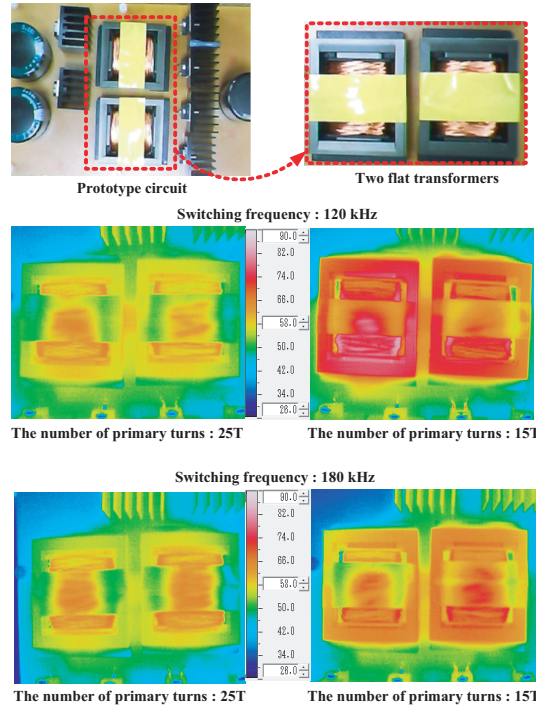 Prototype circuit
Two flat transformers
Switching frequency : 120 kHz
90.0
82.0
74.0
66.0
58.0
50.0
42.0
34.0
26.0
The number of primary turns : 25T
The number of primary turns : 15T
Switching frequency : 180 kHz
90.0
82.0
74.0
66.0
58.0
50.0
42.0
34.0
26.0
The number of primary turns : 25T
The number of primary turns : 15T